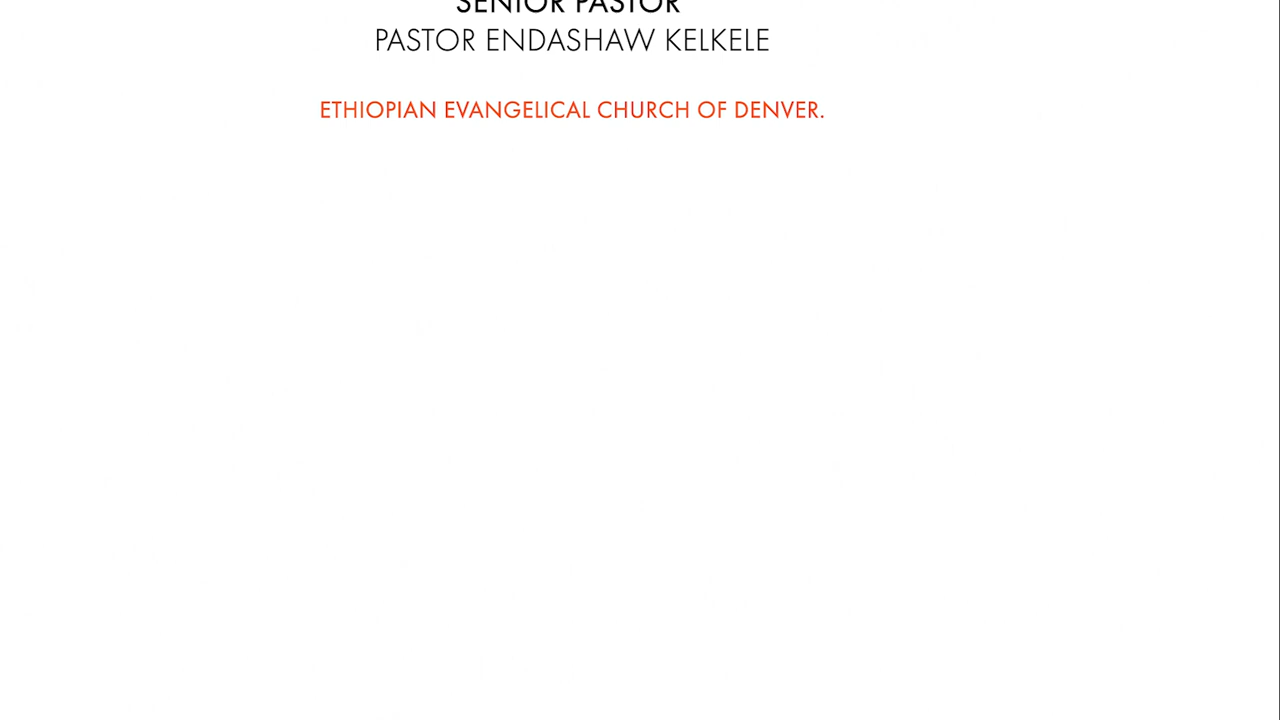 SENIOR PASTOR
PASTOR ENDASHAW KELKELE
ETHIOPIAN EVANGELICAL CHURCH OF DENVER.